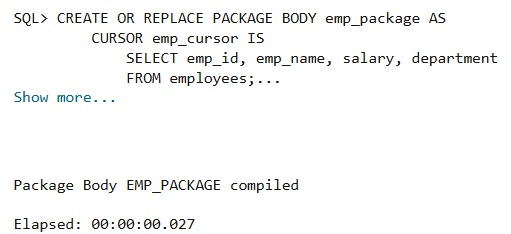 SQL> CREATE OR REPLACE PACKAGE BODY emp_package AS
CURSOR emp_cursor IS
SELECT emp_id, emp_name, salary, department
FROM employees;...
Show more...
Package Body EMP_PACKAGE compiled
Elapsed: 00:00:00.027